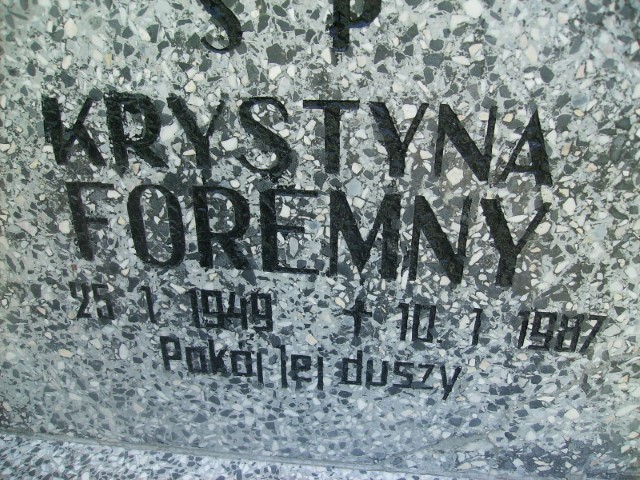 S P
KRYSTYNA
FOREMNY
25 1 1949 + 10 1 1987
Pokój jej duszy